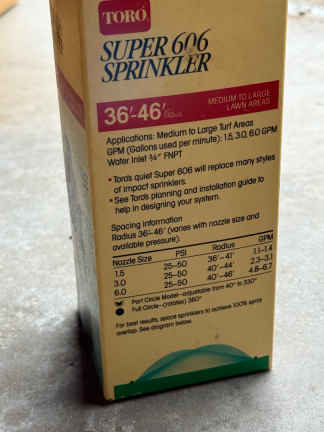 TORO
SUPER 606
SPRINKLER
36'-46'
MEDIUM TO LARGE
LAWN AREAS
Applications: Medium to Large Turf Areas
GPM (Gallons used per minute): 1.5, 3.0, 6.0 GPM
Water Inlet ¾" FNPT
• Toro's quiet Super 606 will replace many styles
of impact sprinklers.
• See Toro's planning and installation guide to
help in designing your system.
Spacing Information
Radius 36'-46' (varies with nozzle size and
available pressure).
Nozzle Size PSI Radius GPM
1.5 25-50 36'-41' 1.1-1.4
3.0 25-50 40'-44' 2.3-3.1
6.0 25-50 40'-46' 4.8-6.7
Part Circle Model-adjustable from 40° to 330°
Full Circle-(rotates) 360°
For best results, space sprinklers to achieve 100% spray
overlap. See diagram below.